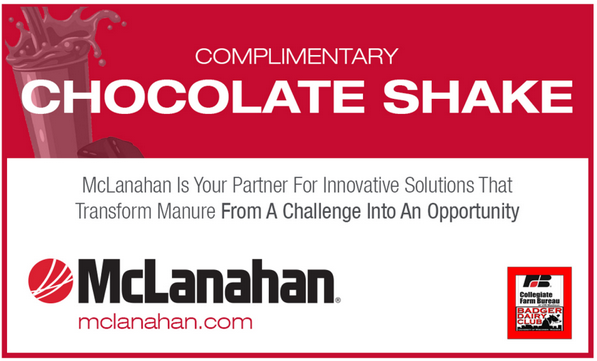 COMPLIMENTARY
CHOCOLATE SHAKE
McLanahan Is Your Partner For Innovative Solutions That
Transform Manure From A Challenge Into An Opportunity
McLanahan®
mclanahan.com
FB
Collegiate
Farm Bureau
BADGER
DAIRY
CLUB